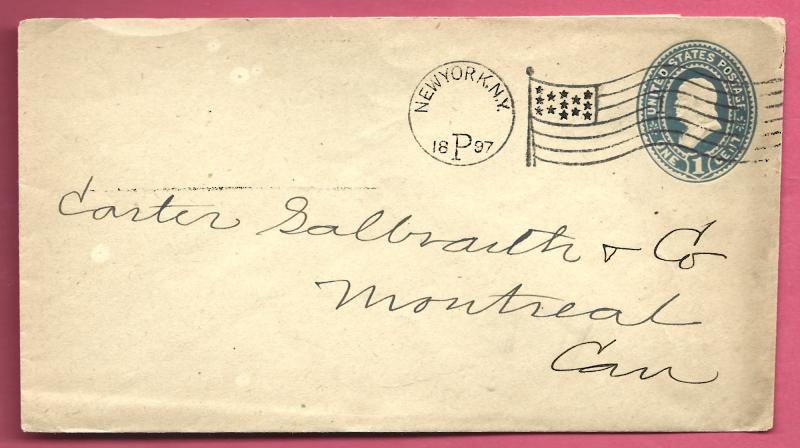 NEW YORK, N.Y.
18 P 97
UNITED STATES POSTAGE
ONE 1 CENT
Carter Galbraith & Co
Montreal
Can